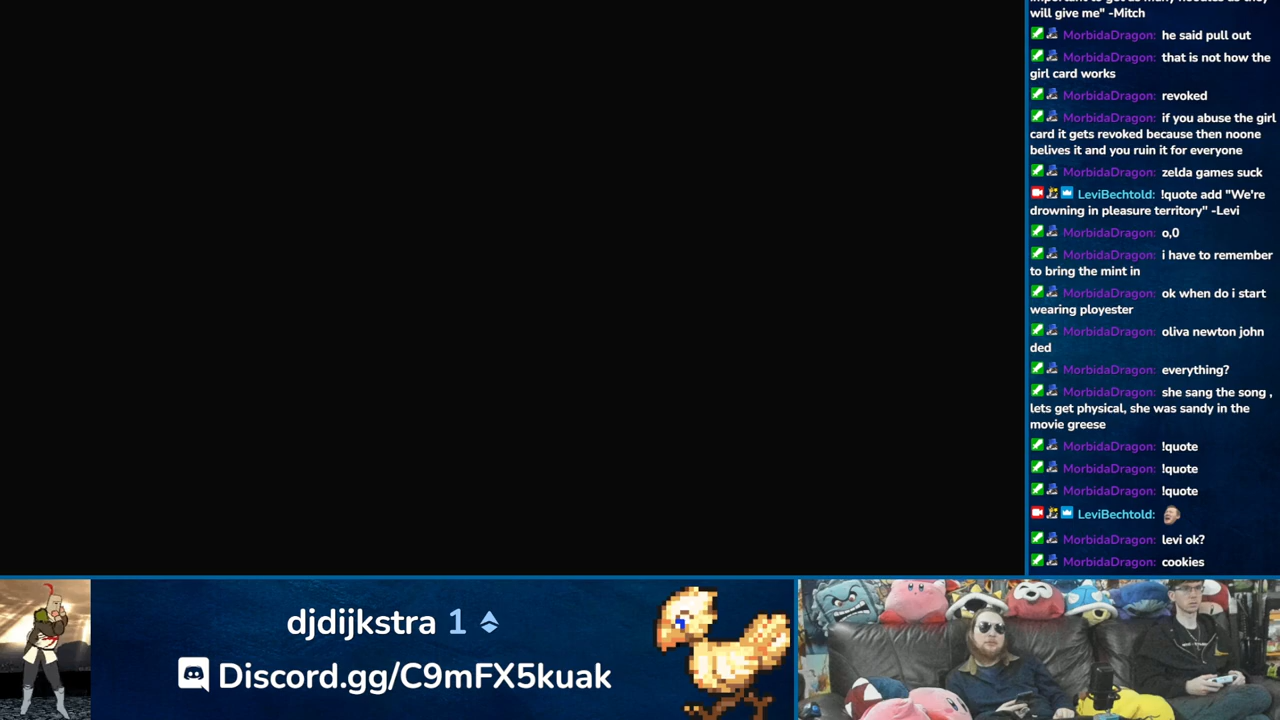 will give me" -Mitch
MorbidaDragon: he said pull out
MorbidaDragon: that is not how the
girl card works
MorbidaDragon: revoked
MorbidaDragon: if you abuse the girl
card it gets revoked because then noone
belives it and you ruin it for everyone
MorbidaDragon: zelda games suck
LeviBechtold: !quote add "We're
drowning in pleasure territory" -Levi
MorbidaDragon: o,0
MorbidaDragon: i have to remember
to bring the mint in
MorbidaDragon: ok when do i start
wearing ployester
MorbidaDragon: oliva newton john
ded
MorbidaDragon: everything?
MorbidaDragon: she sang the song ,
lets get physical, she was sandy in the
movie greese
MorbidaDragon: !quote
MorbidaDragon: !quote
MorbidaDragon: !quote
LeviBechtold:
MorbidaDragon: levi ok?
MorbidaDragon: cookies
djdijkstra 1
Discord.gg/C9mFX5kuak